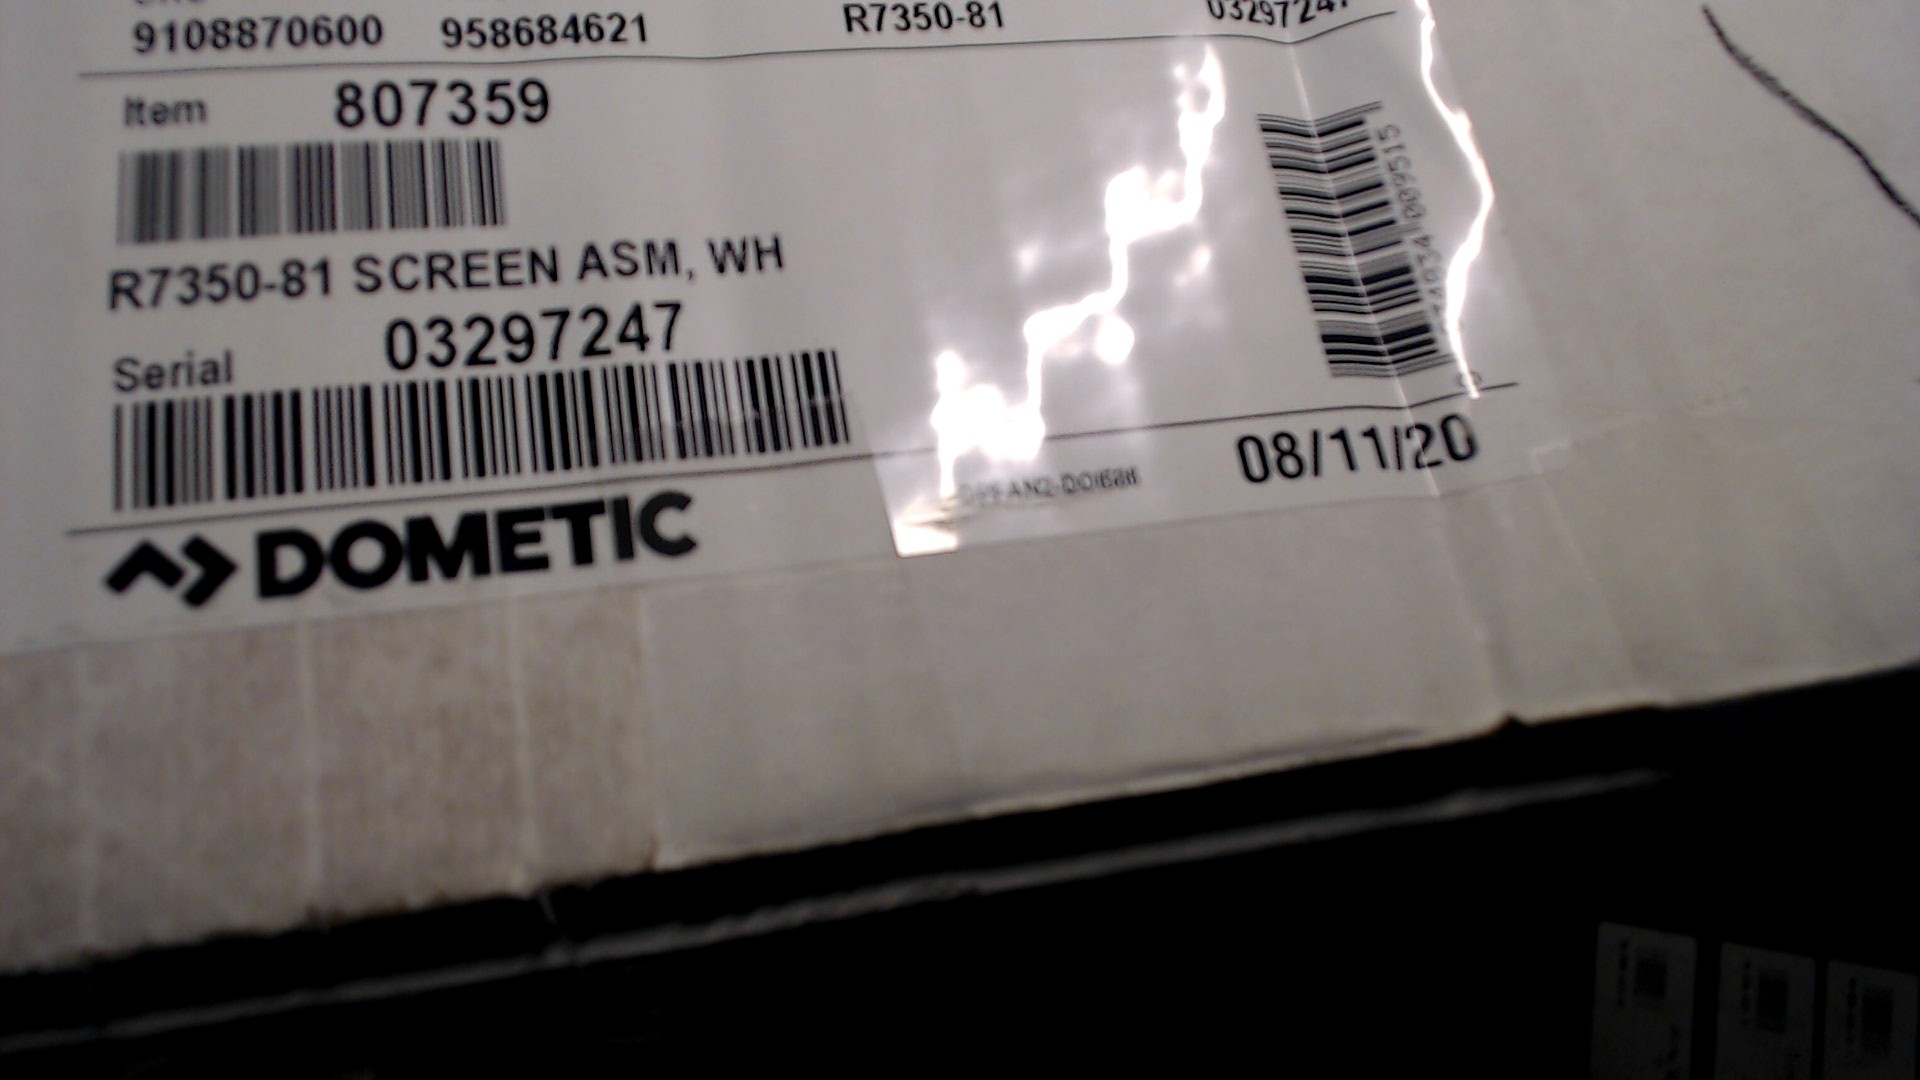 9108870600 958684621 R7350-81 03297247
Item 807359
R7350-81 SCREEN ASM, WH
Serial 03297247
DOMETIC
08/11/20